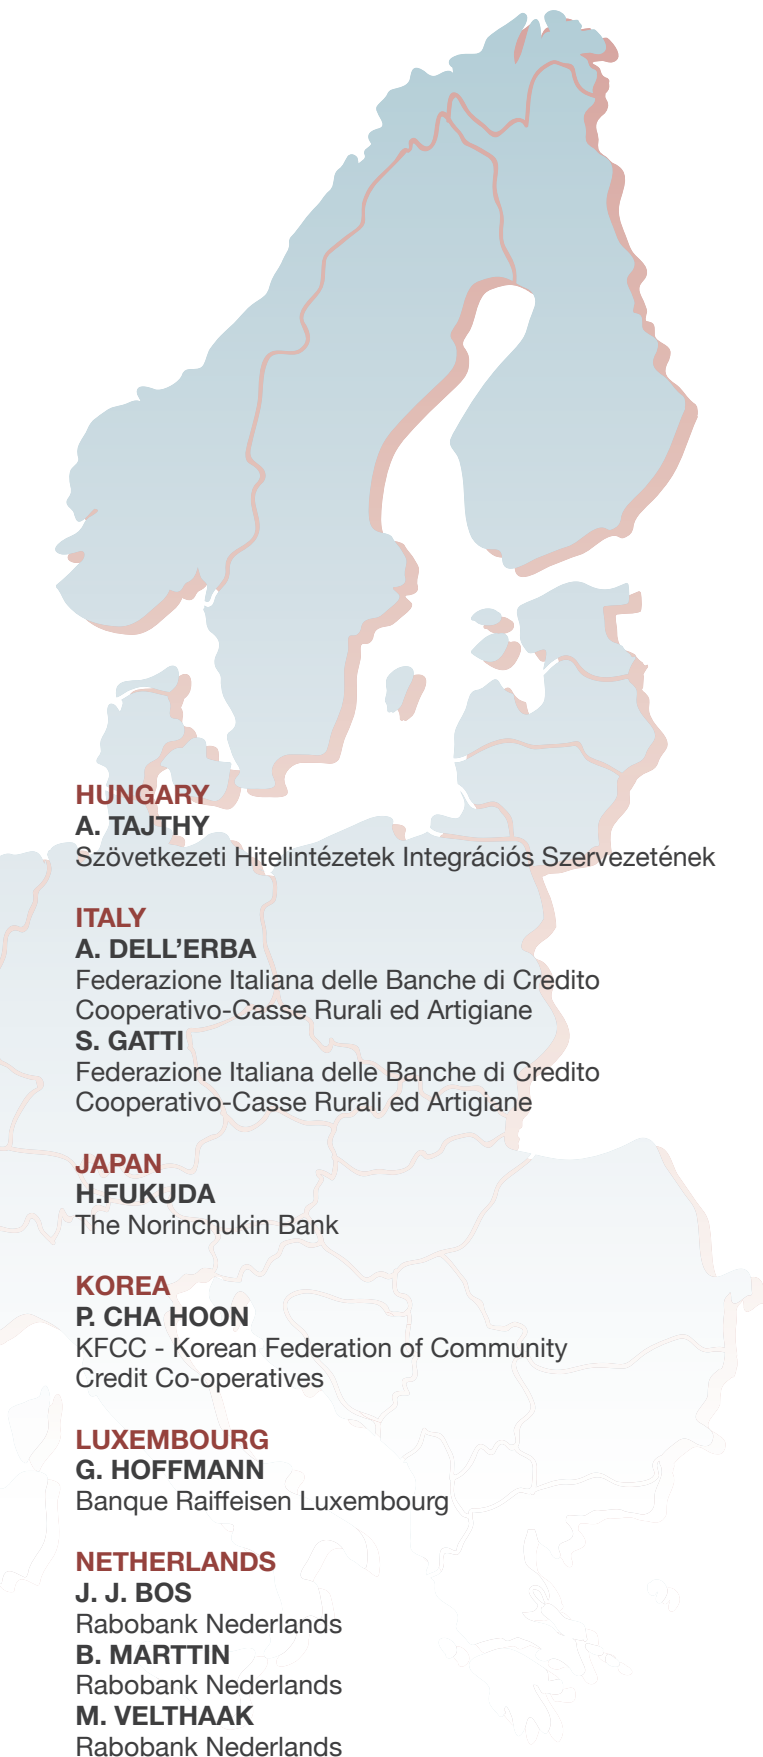 HUNGARY
A. TAJTHY
Szövetkezeti Hitelintézetek Integrációs Szervezetének
ITALY
A. DELL’ERBA
Federazione Italiana delle Banche di Credito
Cooperativo-Casse Rurali ed Artigiane
S. GATTI
Federazione Italiana delle Banche di Credito
Cooperativo-Casse Rurali ed Artigiane
JAPAN
H.FUKUDA
The Norinchukin Bank
KOREA
P. CHA HOON
KFCC - Korean Federation of Community
Credit Co-operatives
LUXEMBOURG
G. HOFFMANN
Banque Raiffeisen Luxembourg
NETHERLANDS
J. J. BOS
Rabobank Nederlands
B. MARTTIN
Rabobank Nederlands
M. VELTHAAK
Rabobank Nederlands